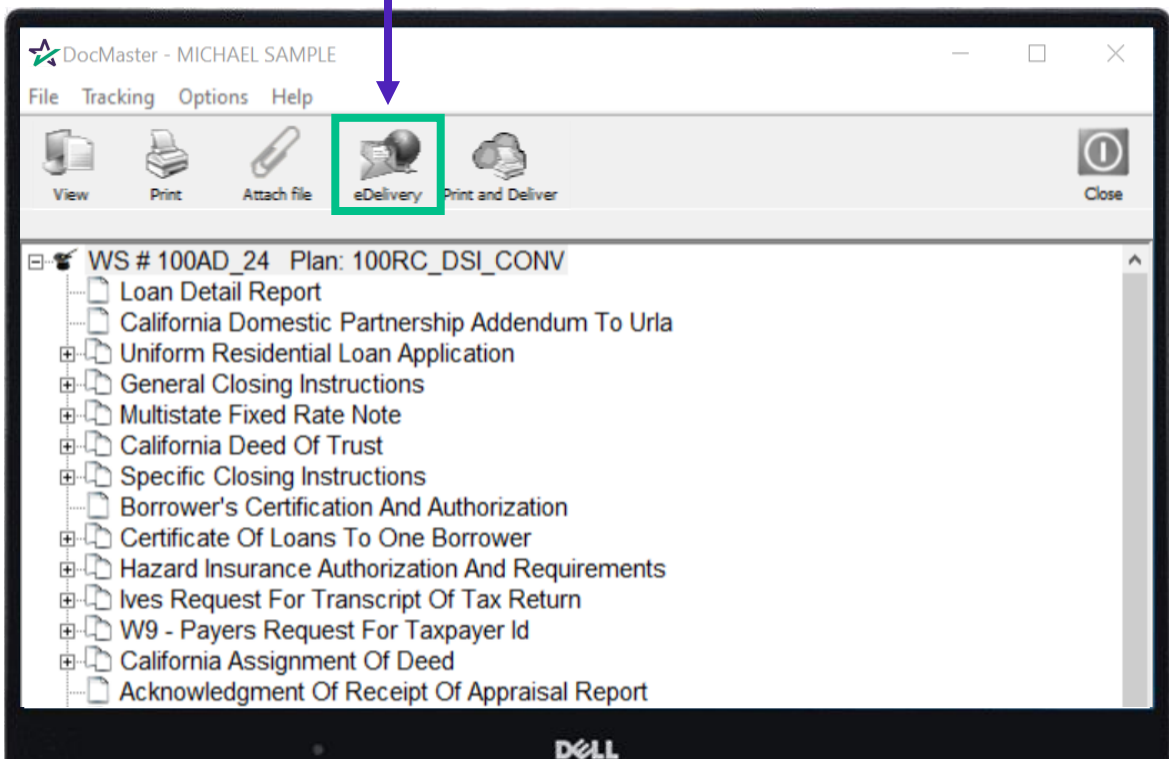 DocMaster - MICHAEL SAMPLE
File Tracking Options Help
View Print Attach file eDelivery Print and Deliver Close
WS # 100AD_24 Plan: 100RC_DSI_CONV
Loan Detail Report
California Domestic Partnership Addendum To Urla
Uniform Residential Loan Application
General Closing Instructions
Multistate Fixed Rate Note
California Deed Of Trust
Specific Closing Instructions
Borrower's Certification And Authorization
Certificate Of Loans To One Borrower
Hazard Insurance Authorization And Requirements
Ives Request For Transcript Of Tax Return
W9 - Payers Request For Taxpayer Id
California Assignment Of Deed
Acknowledgment Of Receipt Of Appraisal Report
DELL